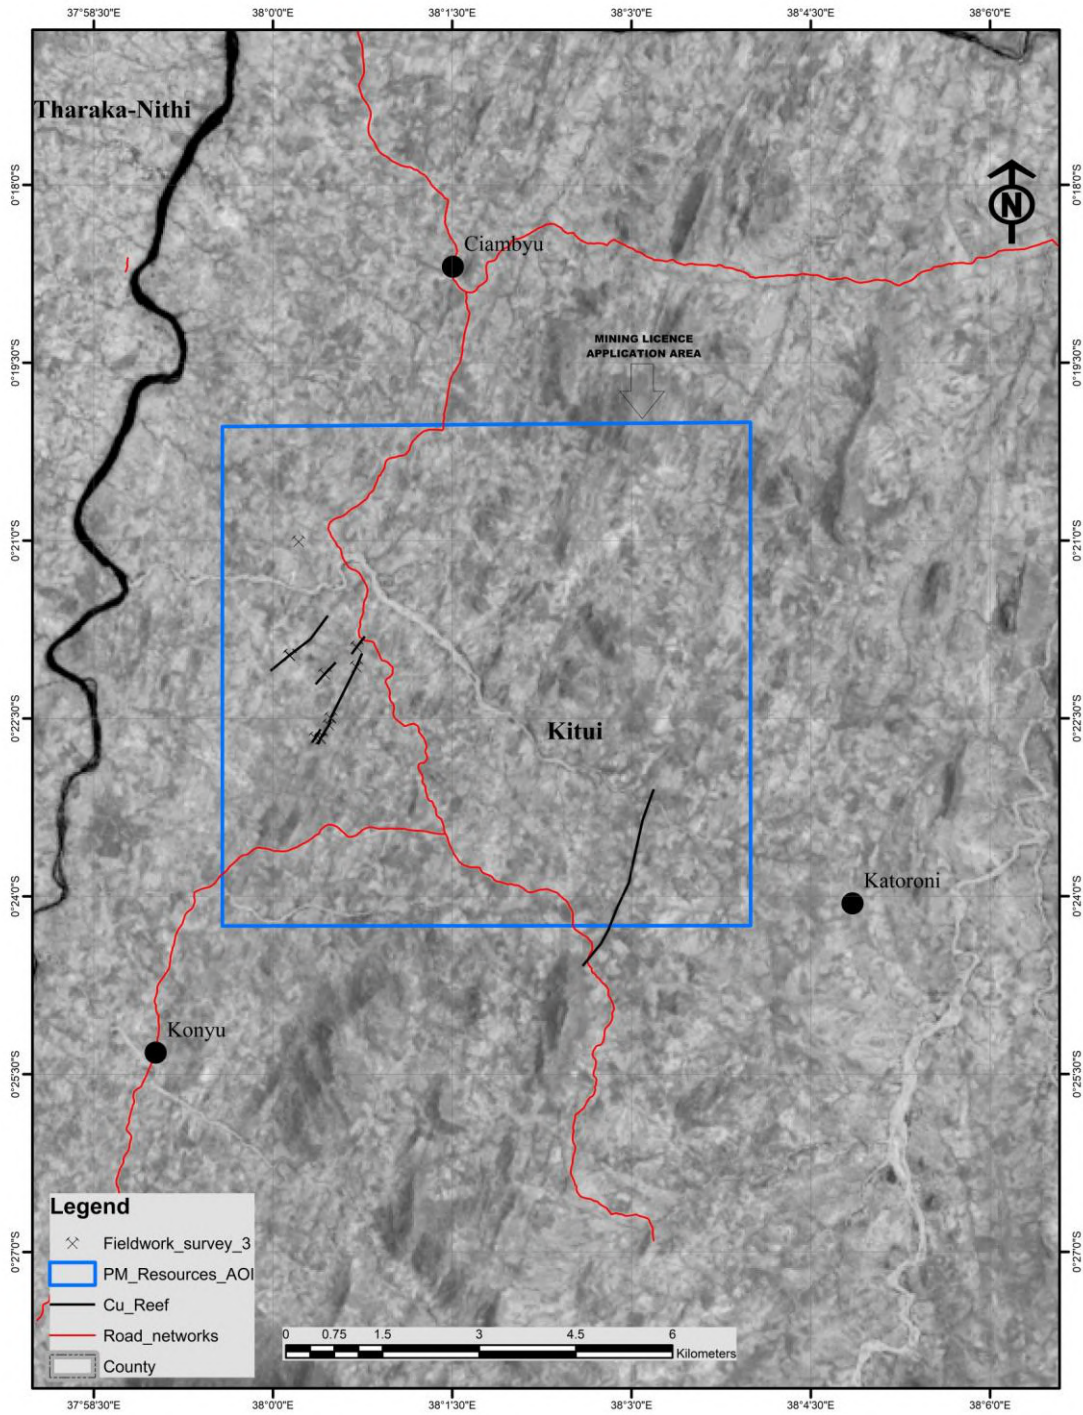 37°58'30"E 38°0'0"E 38°1'30"E 38°3'0"E 38°4'30"E 38°6'0"E
Tharaka-Nithi
0°18'0"S 0°18'0"S
N
Ciambyu
MINING LICENCE
APPLICATION AREA
0°19'30"S 0°19'30"S
0°21'0"S 0°21'0"S
0°22'30"S 0°22'30"S
Kitui
Katoroni
0°24'0"S 0°24'0"S
Konyu
0°25'30"S 0°25'30"S
Legend
Fieldwork_survey_3
0°27'0"S 0°27'0"S
PM_Resources_AOI
Cu_Reef
Road_networks
County
0 0.75 1.5 3 4.5 6
Kilometers
37°58'30"E 38°0'0"E 38°1'30"E 38°3'0"E 38°4'30"E 38°6'0"E